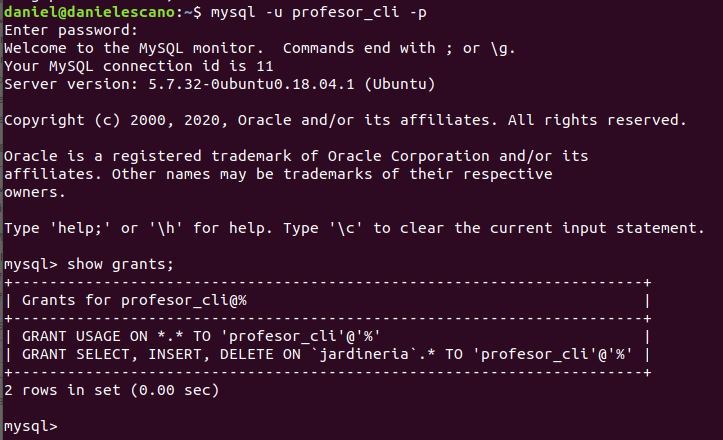 daniel@danielescano:~$ mysql -u profesor_cli -p
Enter password:
Welcome to the MySQL monitor.  Commands end with ; or \g.
Your MySQL connection id is 11
Server version: 5.7.32-0ubuntu0.18.04.1 (Ubuntu)

Copyright (c) 2000, 2020, Oracle and/or its affiliates. All rights reserved.

Oracle is a registered trademark of Oracle Corporation and/or its
affiliates. Other names may be trademarks of their respective
owners.

Type 'help;' or '\h' for help. Type '\c' to clear the current input statement.

mysql> show grants;
+---------------------------------------------------------------------+
| Grants for profesor_cli@%                                           |
+---------------------------------------------------------------------+
| GRANT USAGE ON *.* TO 'profesor_cli'@'%'                            |
| GRANT SELECT, INSERT, DELETE ON `jardineria`.* TO 'profesor_cli'@'%' |
+---------------------------------------------------------------------+
2 rows in set (0.00 sec)

mysql>